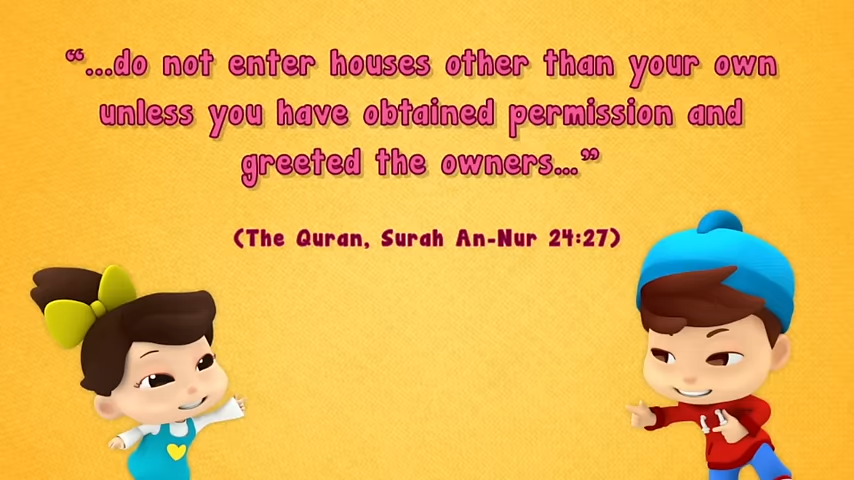 “...do not enter houses other than your own
unless you have obtained permission and
greeted the owners...”
(The Quran, Surah An-Nur 24:27)